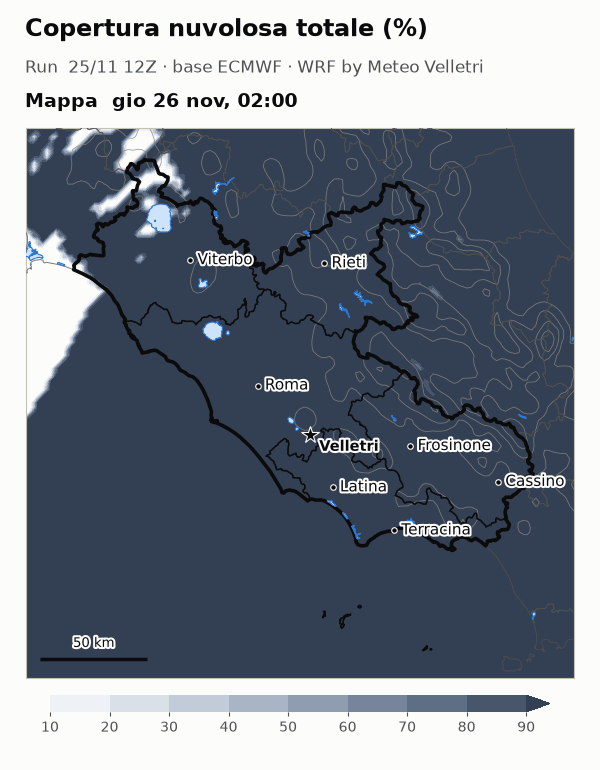 Copertura nuvolosa totale (%)
Run  25/11 12Z · base ECMWF · WRF by Meteo Velletri
Mappa  gio 26 nov, 02:00
Viterbo
Rieti
Roma
Velletri
Frosinone
Latina
Cassino
Terracina
50 km
10 20 30 40 50 60 70 80 90